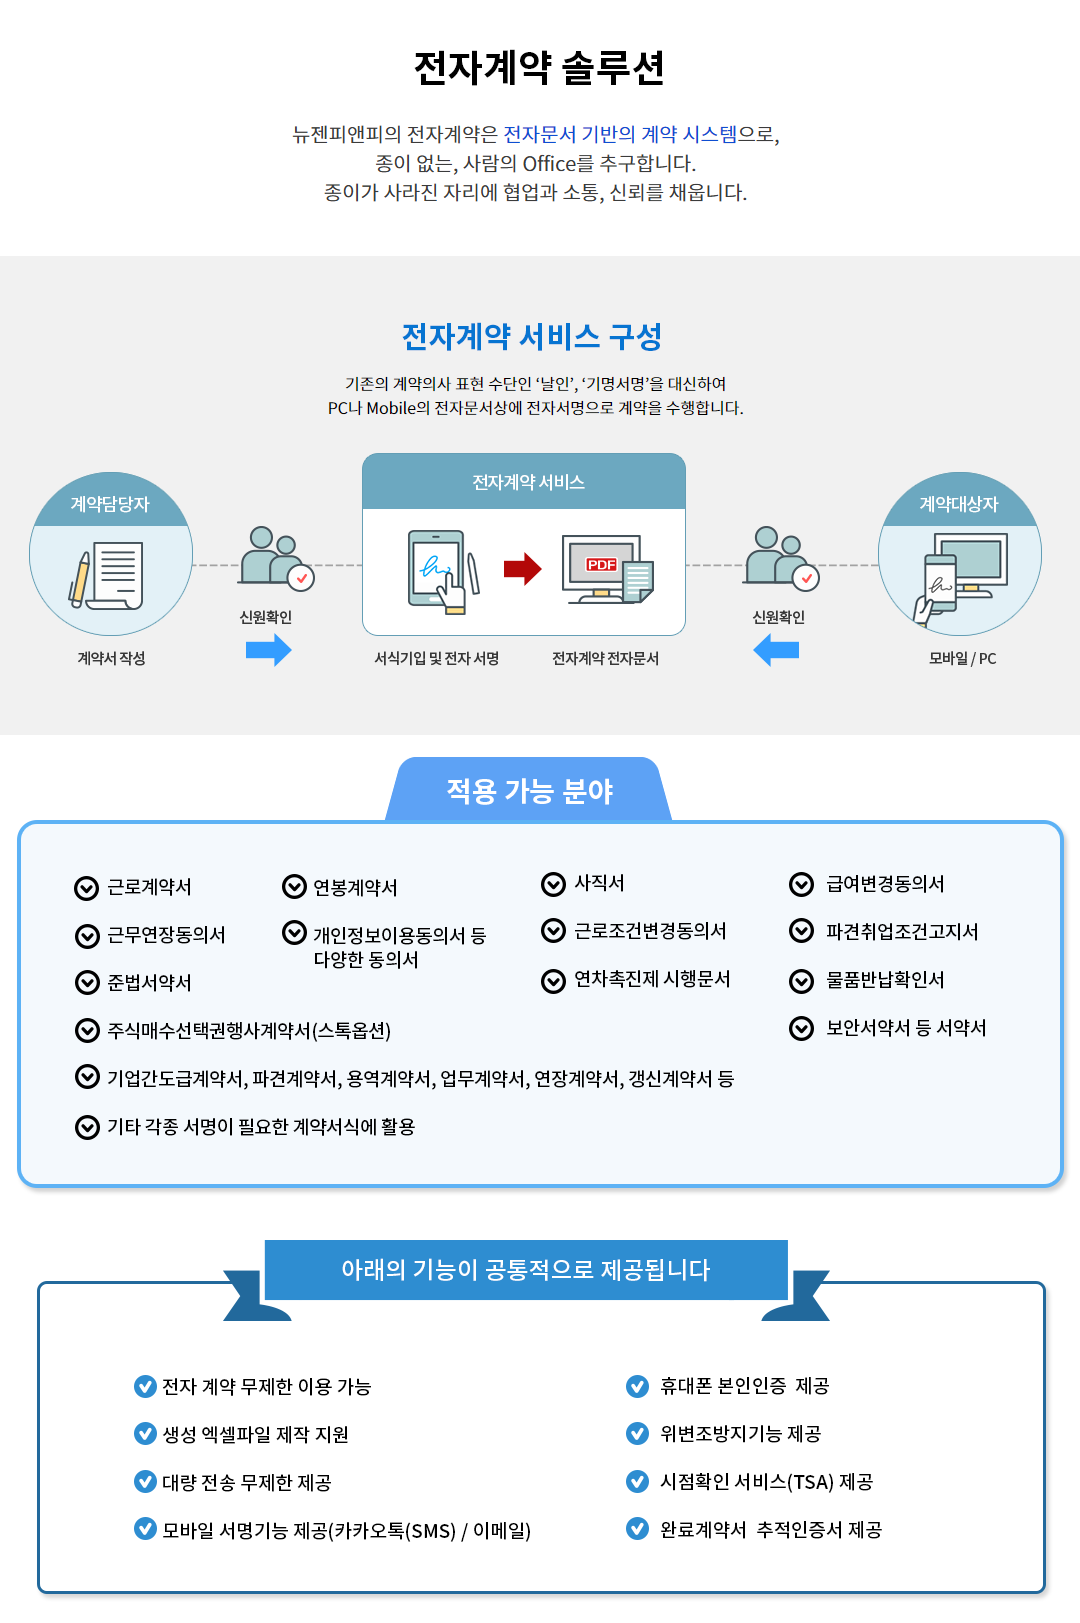 전자계약 솔루션
뉴젠피앤피의 전자계약은 전자문서 기반의 계약 시스템으로,
종이 없는, 사람의 Office를 추구합니다.
종이가 사라진 자리에 협업과 소통, 신뢰를 채웁니다.
전자계약 서비스 구성
기존의 계약의사 표현 수단인 ‘날인’, ‘기명서명’을 대신하여
PC나 Mobile의 전자문서상에 전자서명으로 계약을 수행합니다.
계약담당자
계약서 작성
신원확인
전자계약 서비스
PDF
서식기입 및 전자 서명
전자계약 전자문서
신원확인
계약대상자
모바일 / PC
적용 가능 분야
근로계약서
연봉계약서
사직서
급여변경동의서
근무연장동의서
개인정보이용동의서 등
다양한 동의서
근로조건변경동의서
파견취업조건고지서
준법서약서
연차촉진제 시행문서
물품반납확인서
주식매수선택권행사계약서(스톡옵션)
보안서약서 등 서약서
기업간도급계약서, 파견계약서, 용역계약서, 업무계약서, 연장계약서, 갱신계약서 등
기타 각종 서명이 필요한 계약서식에 활용
아래의 기능이 공통적으로 제공됩니다
전자 계약 무제한 이용 가능
휴대폰 본인인증 제공
생성 엑셀파일 제작 지원
위변조방지기능 제공
대량 전송 무제한 제공
시점확인 서비스(TSA) 제공
모바일 서명기능 제공(카카오톡(SMS) / 이메일)
완료계약서 추적인증서 제공